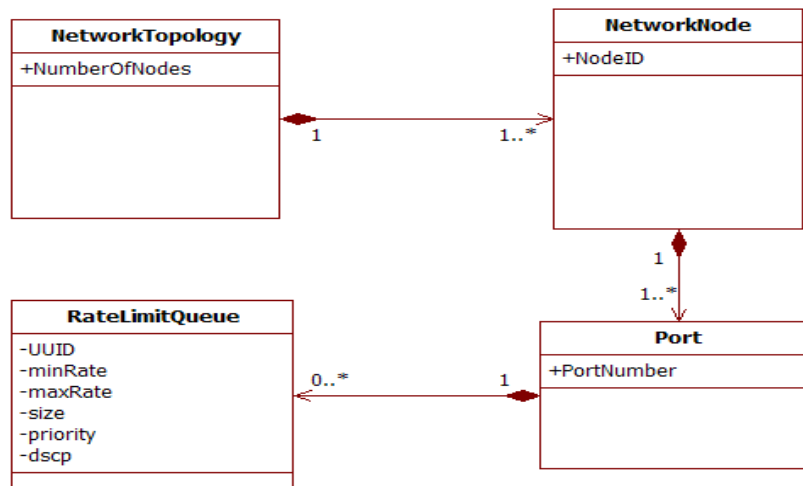 NetworkTopology
+NumberOfNodes
NetworkNode
+NodeID
1
1..*
1
1..*
RateLimitQueue
-UUID
-minRate
-maxRate
-size
-priority
-dscp
0..*
1
Port
+PortNumber